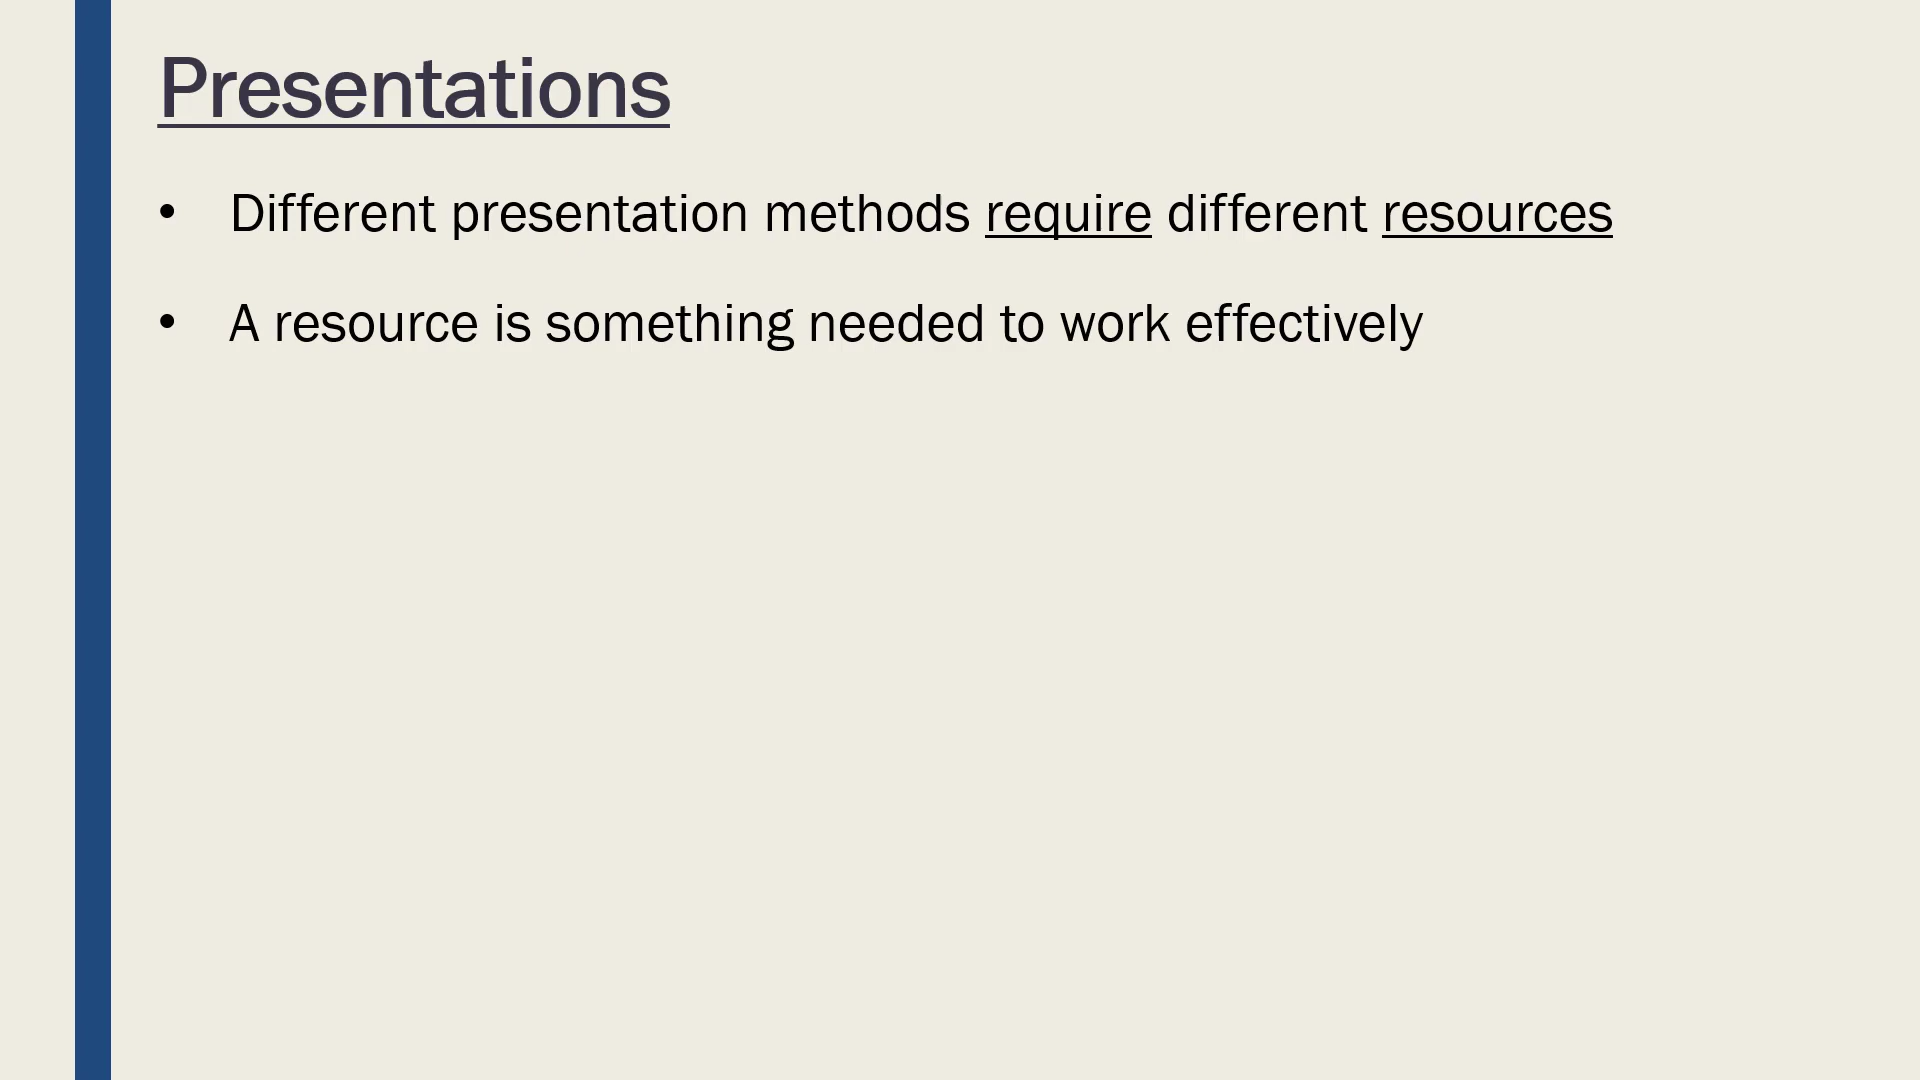 Presentations
• Different presentation methods require different resources
• A resource is something needed to work effectively